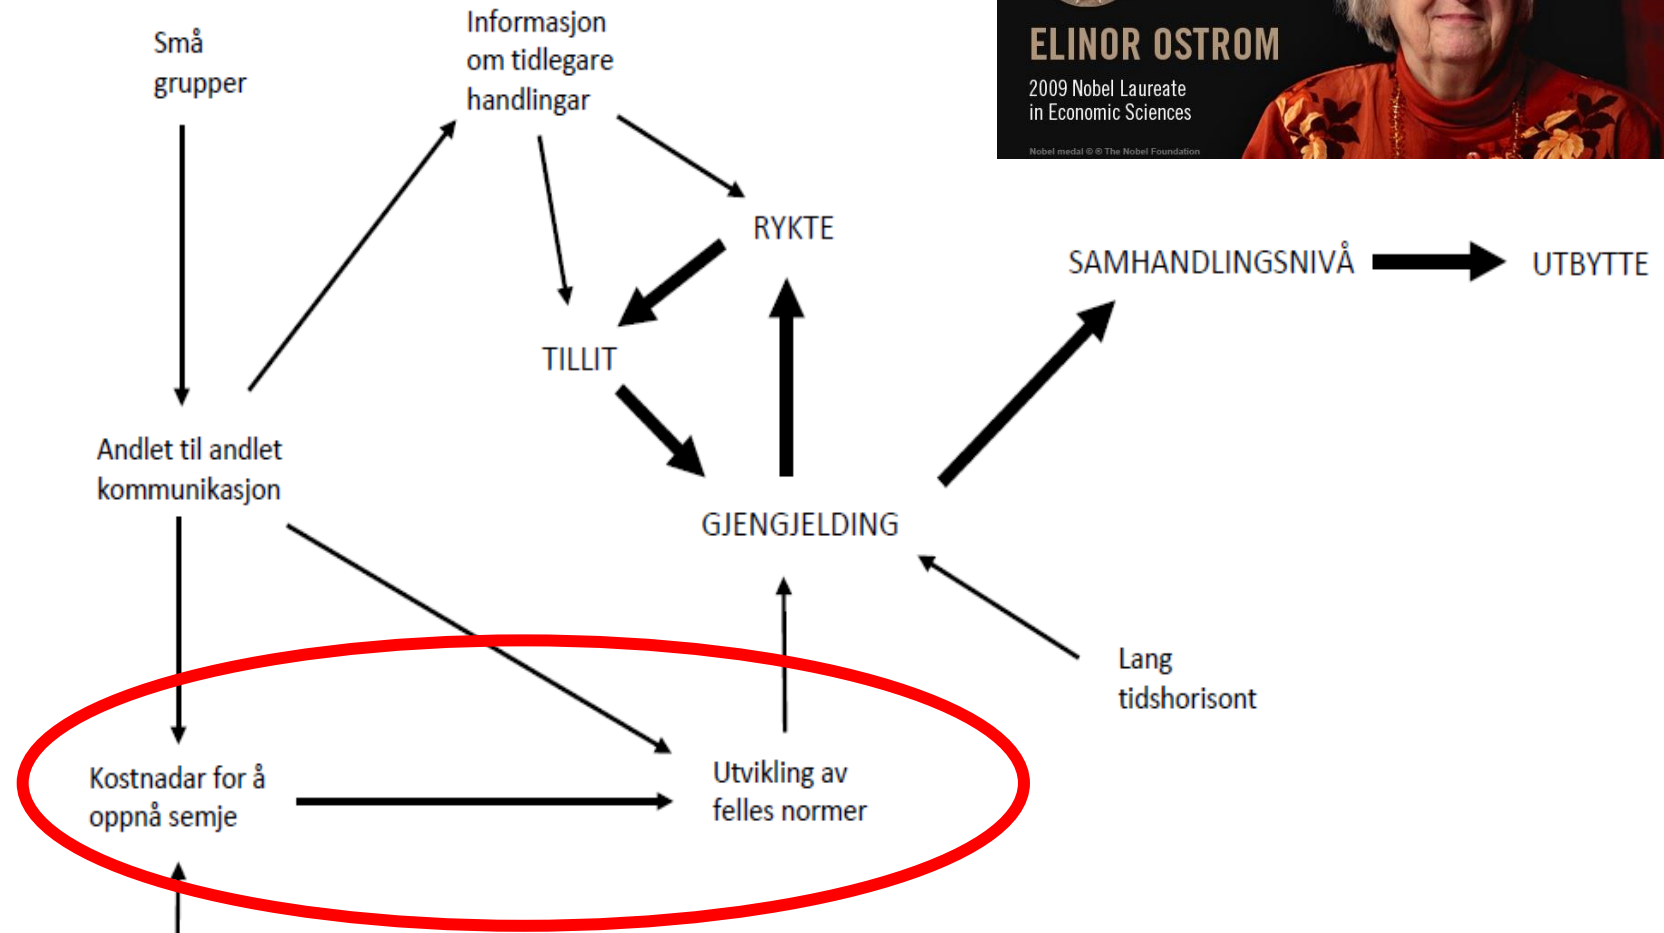 Små
grupper
Informasjon
om tidlegare
handlingar
ELINOR OSTROM
2009 Nobel Laureate
in Economic Sciences
Nobel medal © ® The Nobel Foundation
RYKTE
SAMHANDLINGSNIVÅ
UTBYTTE
TILLIT
Andlet til andlet
kommunikasjon
GJENGJELDING
Lang
tidshorisont
Kostnadar for å
oppnå semje
Utvikling av
felles normer